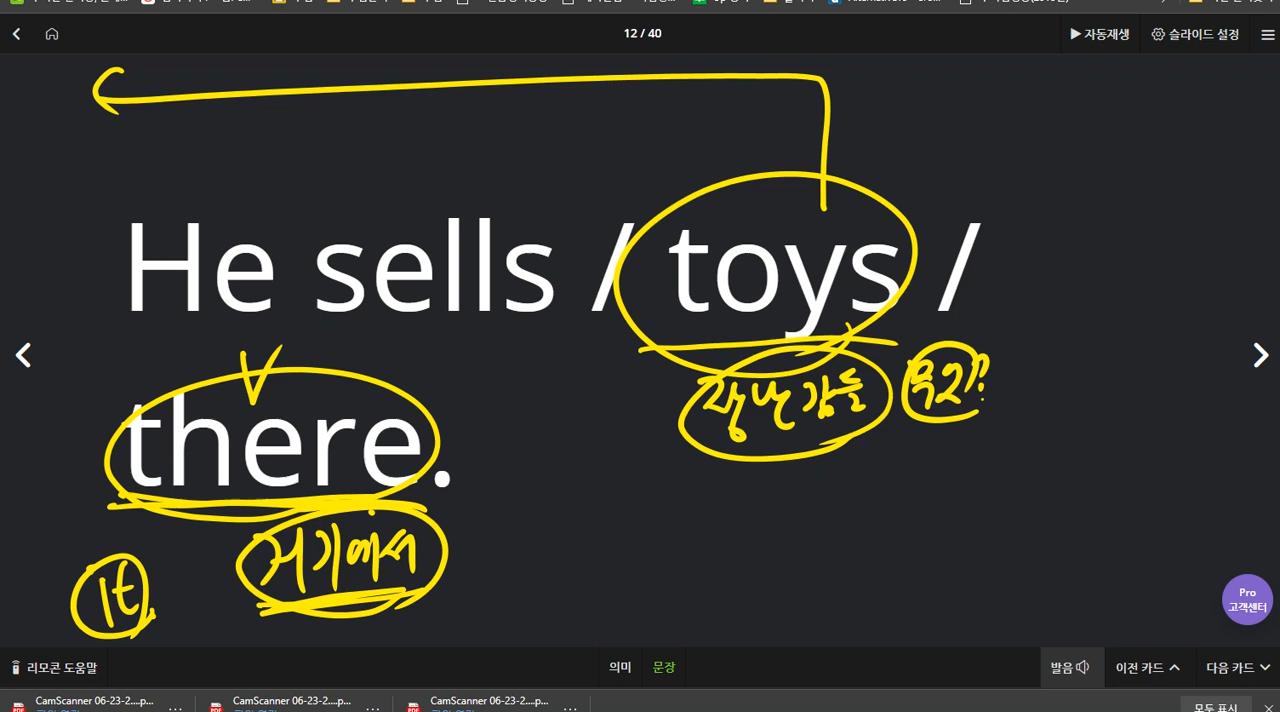 12 / 40
자동재생
슬라이드 설정
He sells / toys /
장난감들
there.
거기에서
It
Pro
고객센터
리모콘 도움말
의미
문장
발음
이전 카드
다음 카드
CamScanner 06-23-2....p...
CamScanner 06-23-2....p...
CamScanner 06-23-2....p...
모두 표시